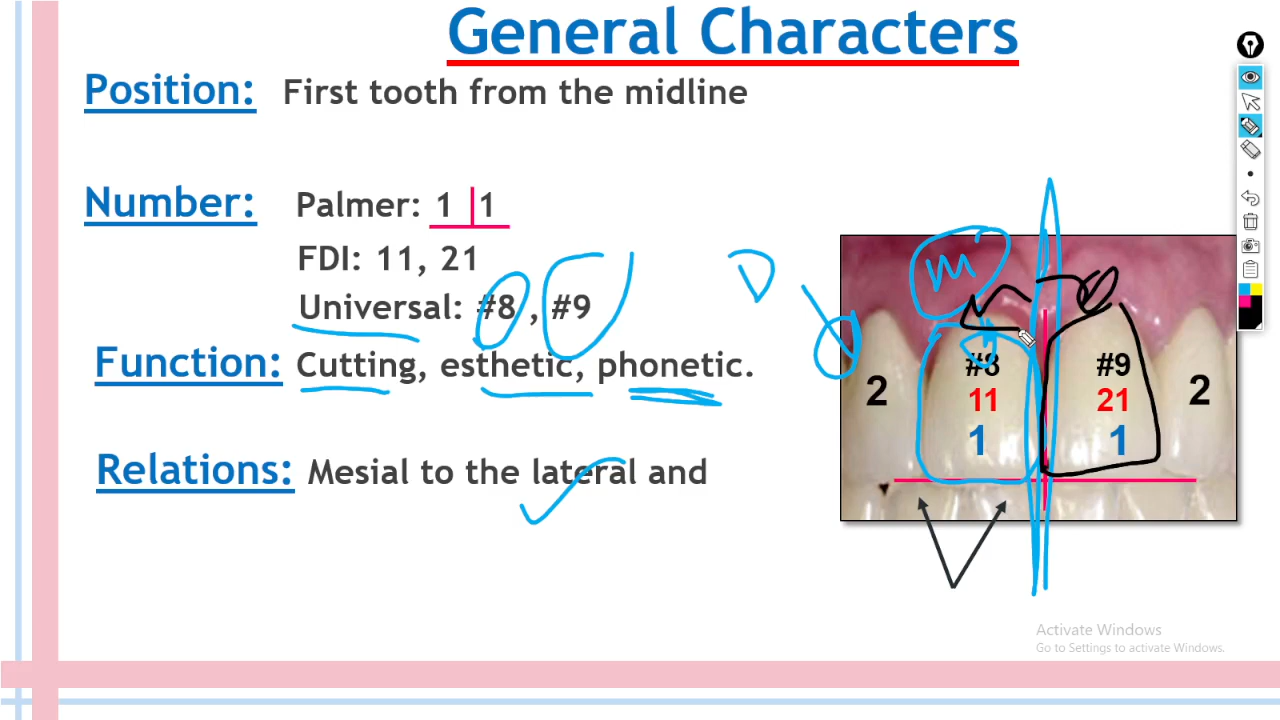 General Characters
Position: First tooth from the midline
Number: Palmer: 1 | 1
FDI: 11, 21
Universal: #8 , #9
Function: Cutting, esthetic, phonetic.
Relations: Mesial to the lateral and
D
m
2
#8
11
1
#9
21
1
2
Activate Windows
Go to Settings to activate Windows.